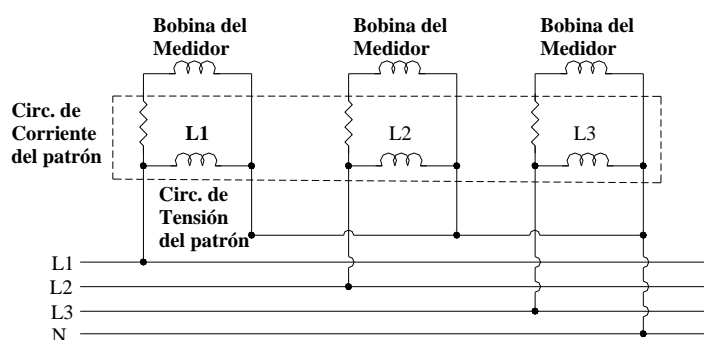 Bobina del
Medidor
Bobina del
Medidor
Bobina del
Medidor
Circ. de
Corriente
del patrón
L1
L2
L3
Circ. de
Tensión
del patrón
L1
L2
L3
N